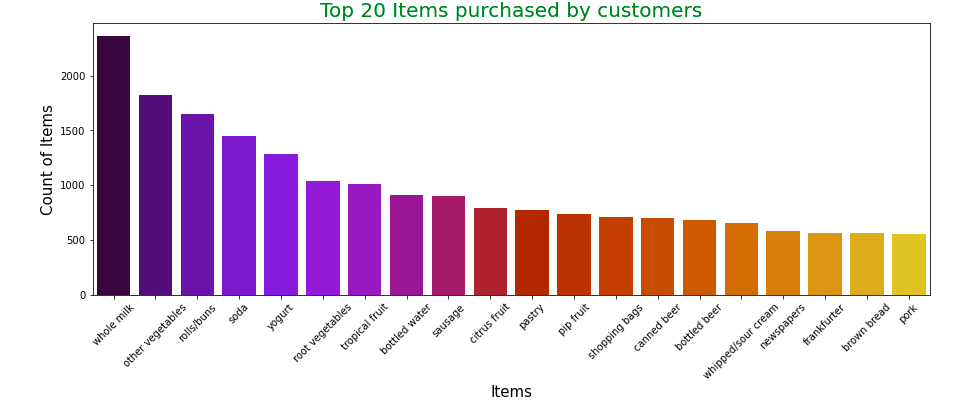 Top 20 Items purchased by customers
Count of Items
2000
1500
1000
500
0
whole milk
other vegetables
rolls/buns
soda
yogurt
root vegetables
tropical fruit
bottled water
sausage
citrus fruit
pastry
pip fruit
shopping bags
canned beer
bottled beer
whipped/sour cream
newspapers
frankfurter
brown bread
pork
Items